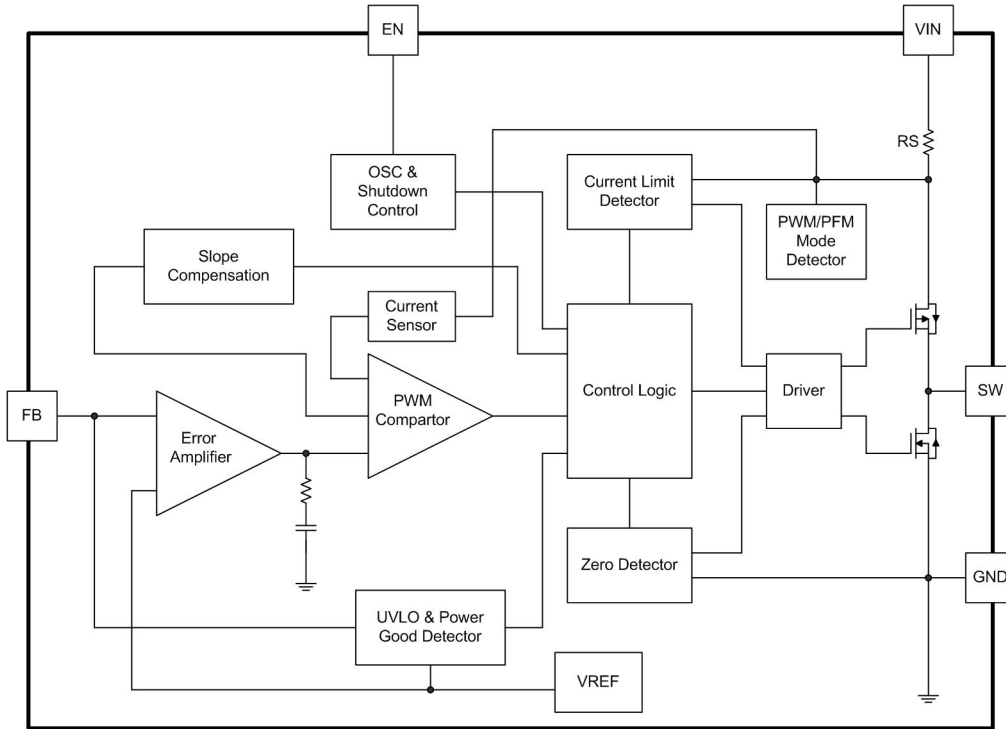 EN
VIN
RS
OSC &
Shutdown
Control
Current Limit
Detector
PWM/PFM
Mode
Detector
Slope
Compensation
Current
Sensor
FB
Error
Amplifier
PWM
Compartor
Control Logic
Driver
SW
Zero Detector
GND
UVLO & Power
Good Detector
VREF